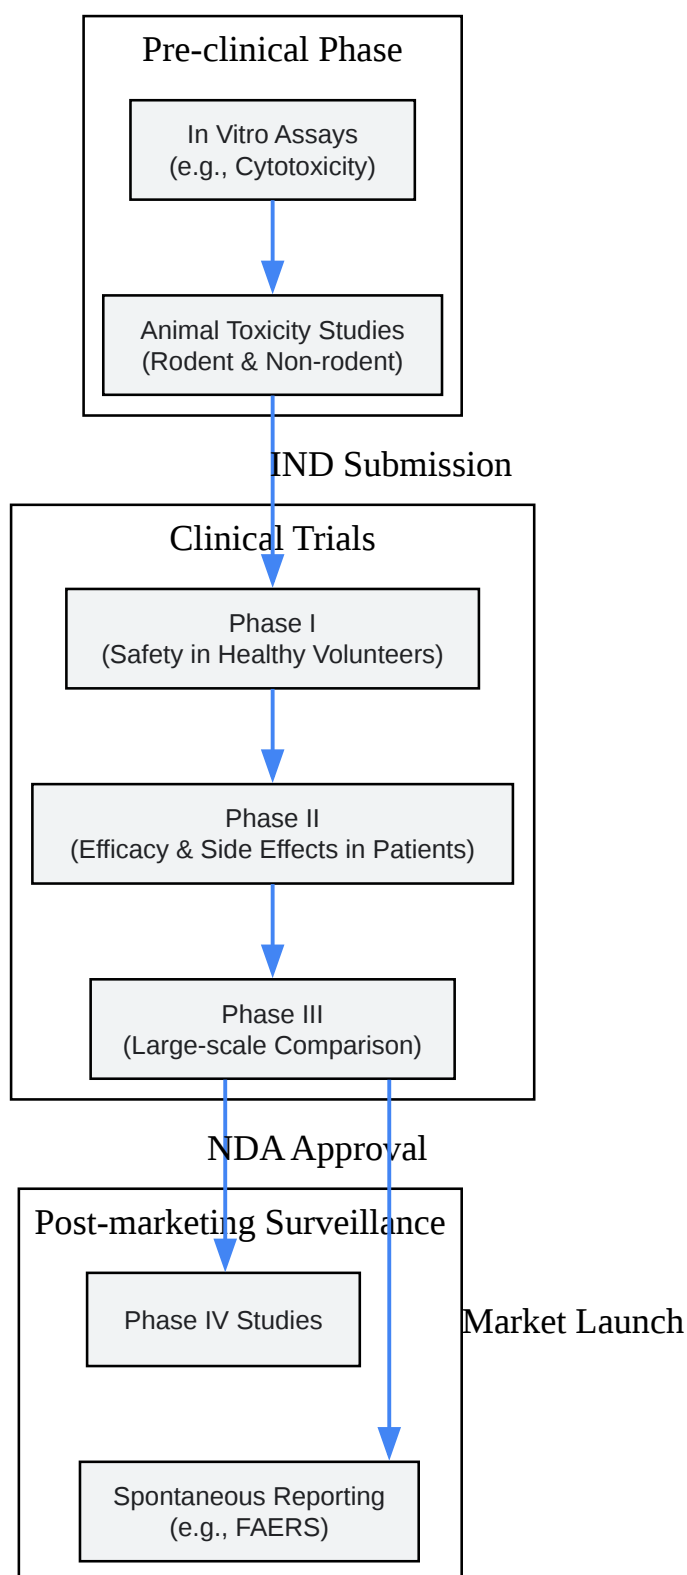 Pre-clinical Phase
In Vitro Assays
(e.g., Cytotoxicity)
Animal Toxicity Studies
(Rodent & Non-rodent)
IND Submission
Clinical Trials
Phase I
(Safety in Healthy Volunteers)
Phase II
(Efficacy & Side Effects in Patients)
Phase III
(Large-scale Comparison)
NDA Approval
Post-marketing Surveillance
Phase IV Studies
Market Launch
Spontaneous Reporting
(e.g., FAERS)